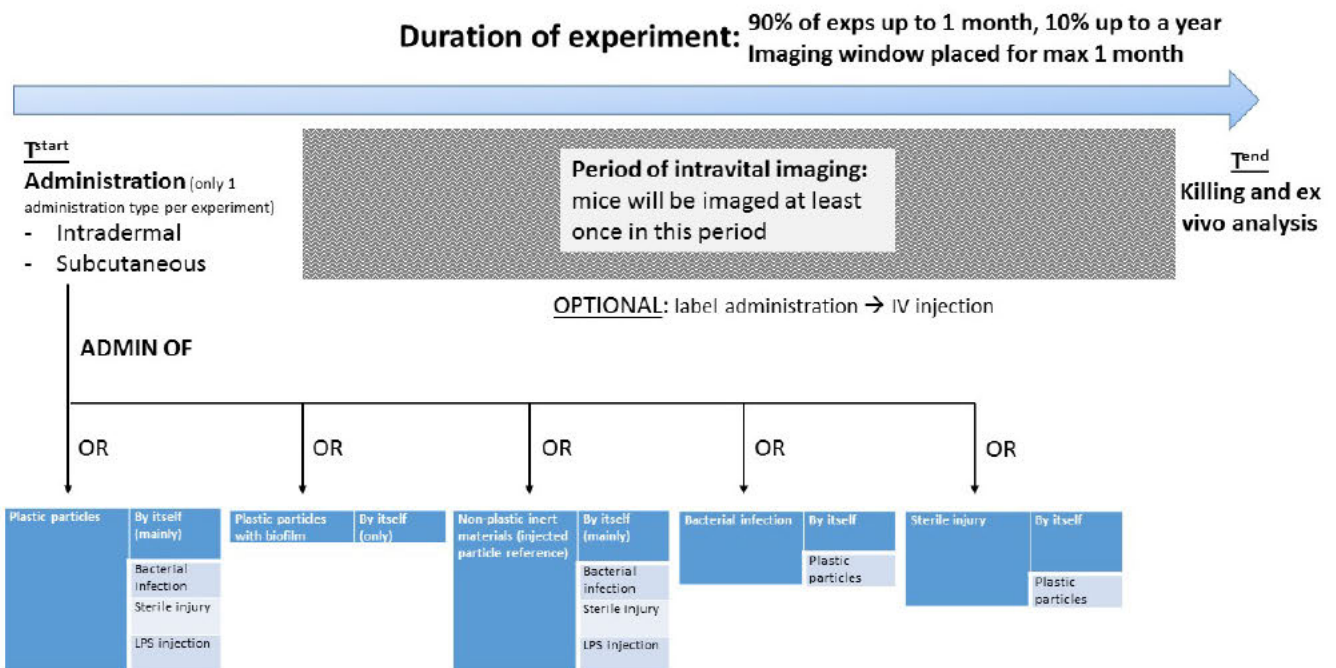 Duration of experiment:
90% of exps up to 1 month, 10% up to a year
Imaging window placed for max 1 month
Tstart
Administration (only 1
administration type per experiment)
- Intradermal
- Subcutaneous
Period of intravital imaging:
mice will be imaged at least
once in this period
Tend
Killing and ex
vivo analysis
OPTIONAL: label administration → IV injection
ADMIN OF
OR
OR
OR
OR
OR
Plastic particles
By itself
(mainly)
Bacterial
infection
Sterile injury
LPS injection
Plastic particles
with biofilm
By itself
(only)
Non-plastic inert
materials (injected
particle reference)
By itself
(mainly)
Bacterial
infection
Sterile injury
LPS injection
Bacterial infection
By itself
Plastic
particles
Sterile injury
By itself
Plastic
particles